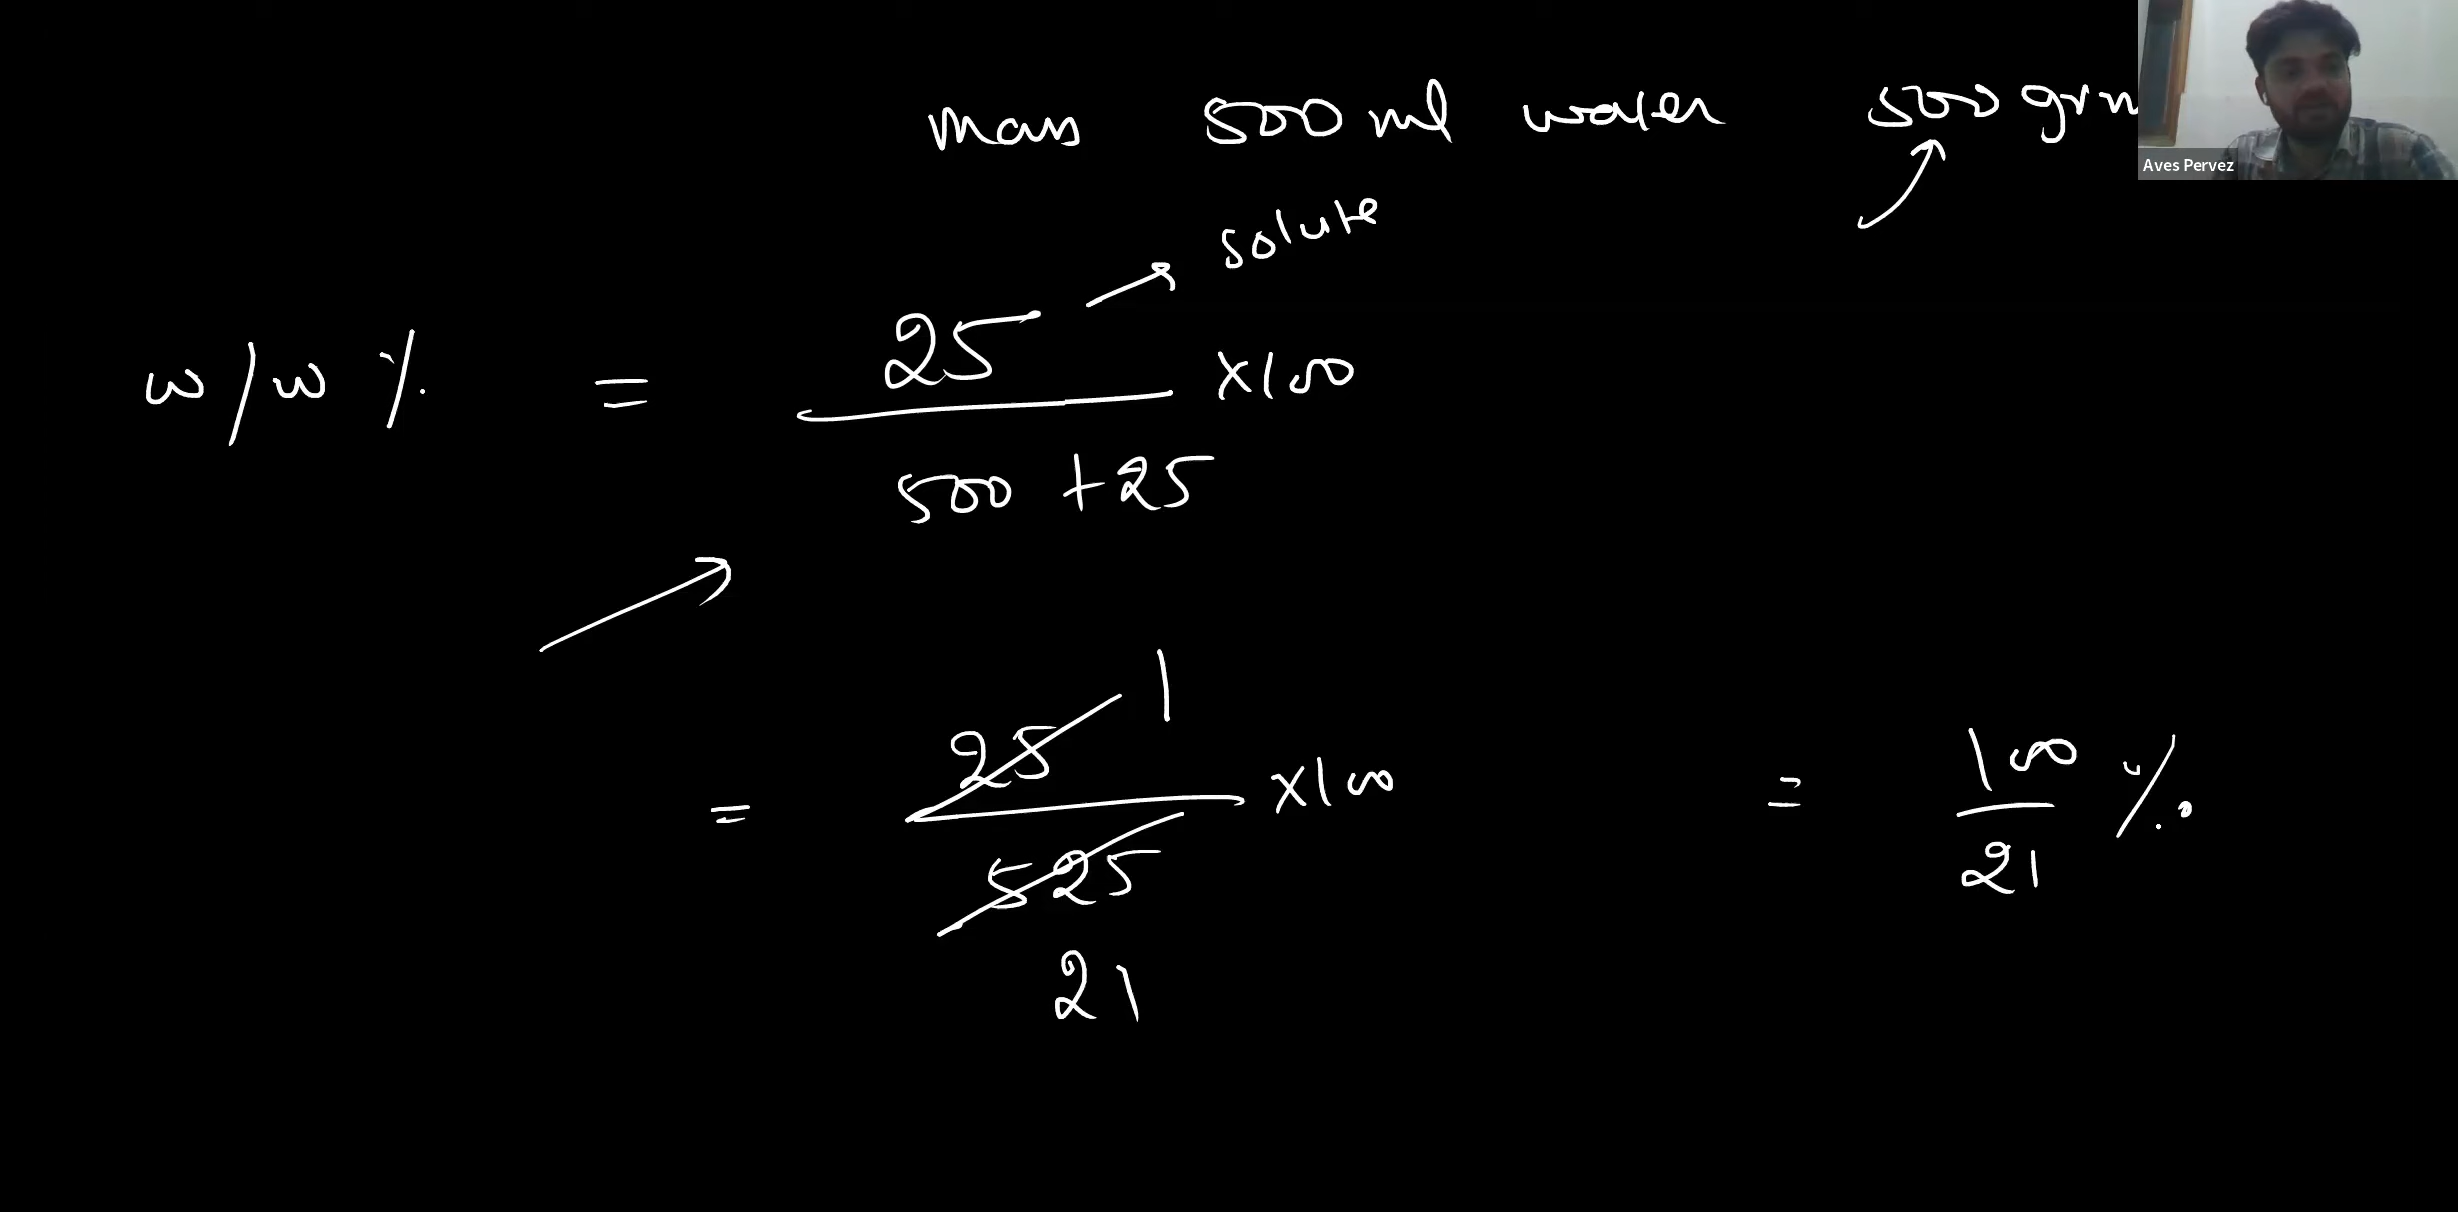 mass 500 ml water 500 grm
Aves Pervez
solute
w/w % = 25 x100
500 + 25
= 25 1 x100
525
21
= 100 %
21